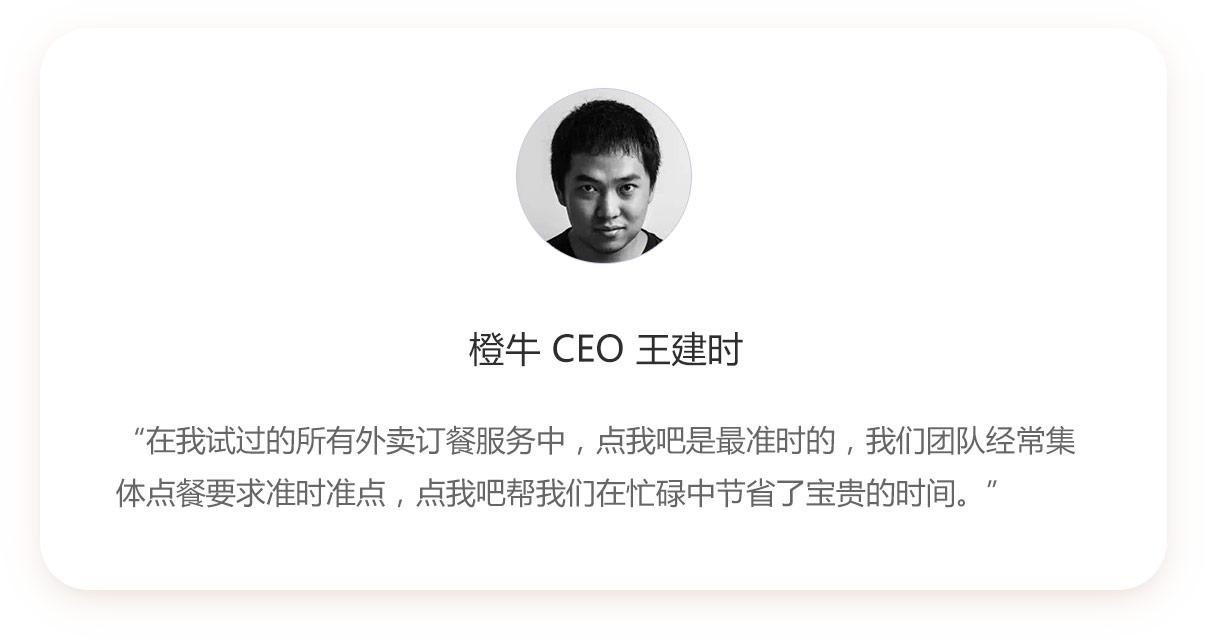 橙牛 CEO 王建时
“在我试过的所有外卖订餐服务中，点我吧是最准时的，我们团队经常集
体点餐要求准时准点，点我吧帮我们在忙碌中节省了宝贵的时间。”